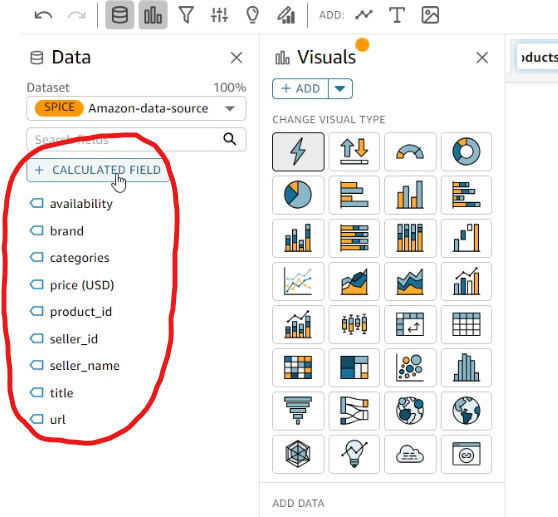 ADD:
Data
Visuals
oducts
Dataset
100%
SPICE Amazon-data-source
+ ADD
Search fields
CHANGE VISUAL TYPE
+ CALCULATED FIELD
availability
brand
categories
price (USD)
product_id
seller_id
seller_name
title
url
ADD DATA